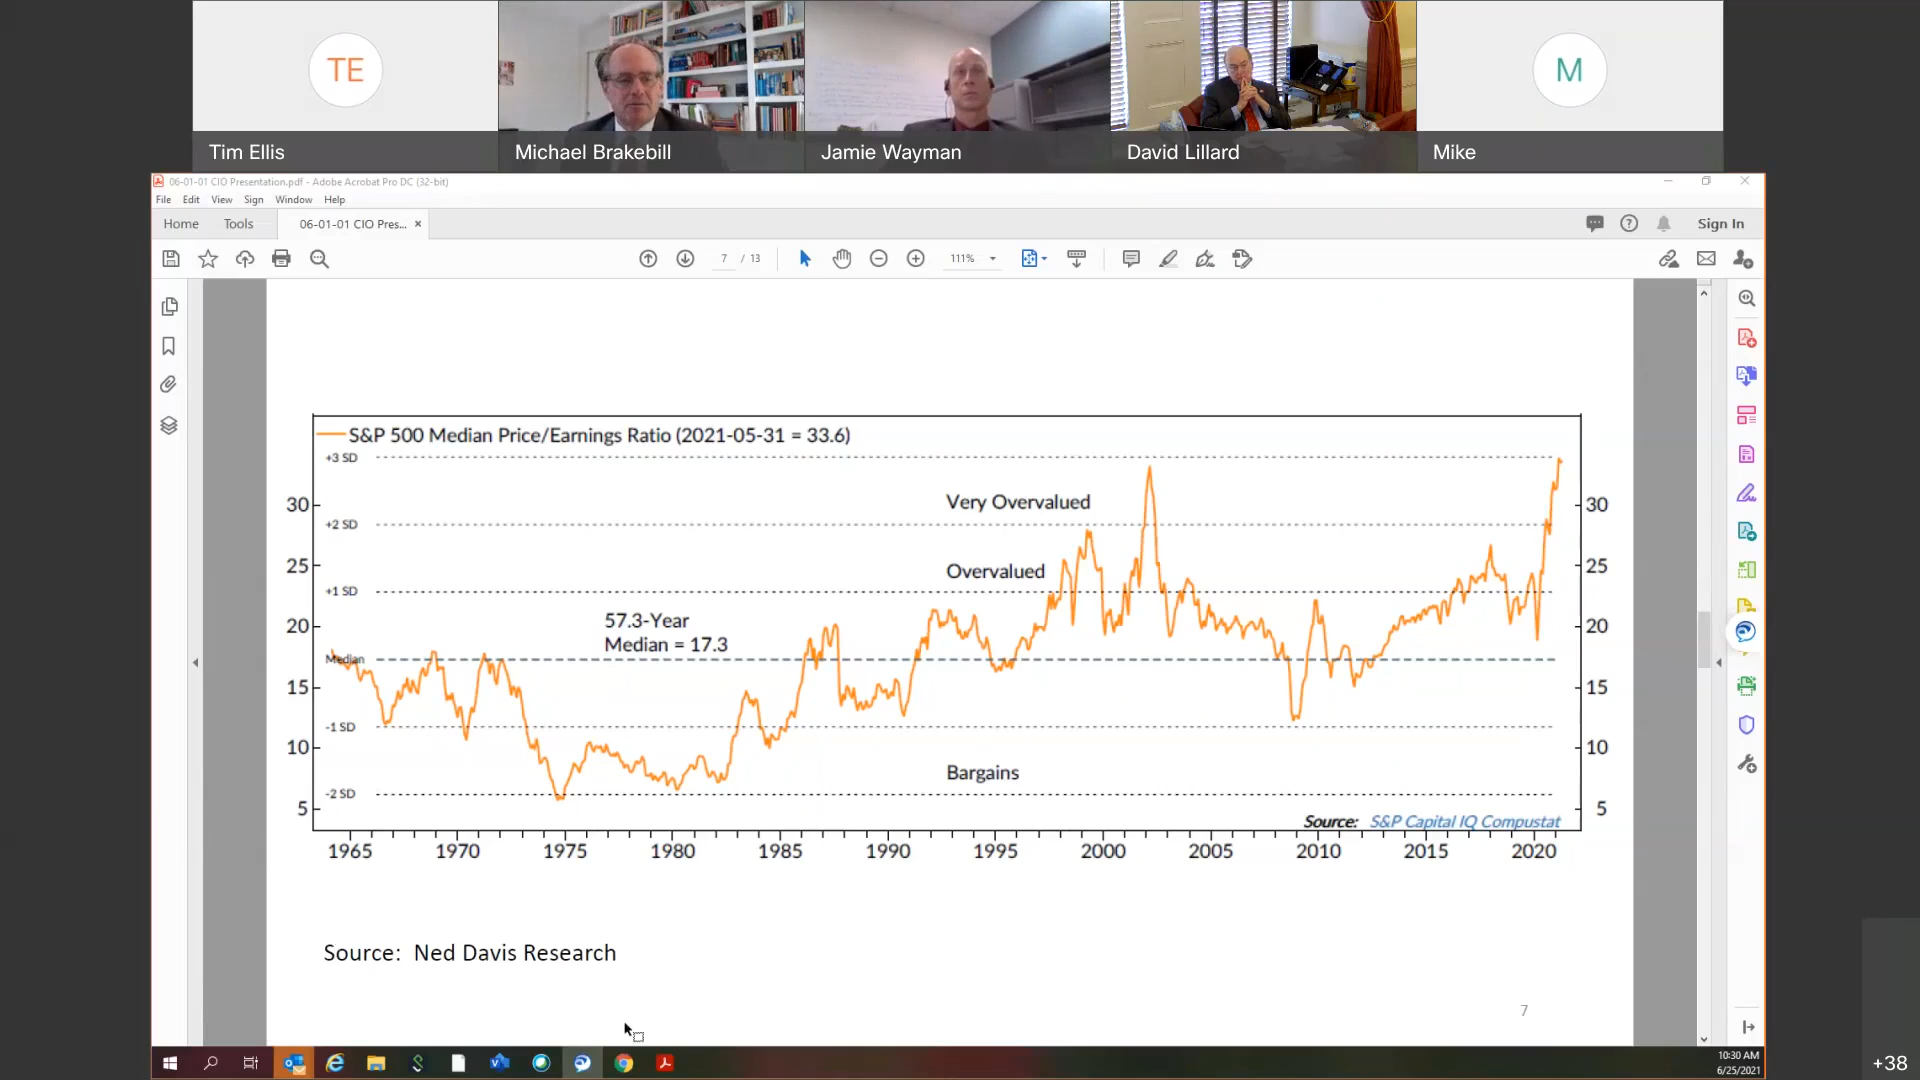 TE
M
Tim Ellis
Michael Brakebill
Jamie Wayman
David Lillard
Mike
06-01-01 CIO Presentation.pdf - Adobe Acrobat Pro DC (32-bit)
File Edit View Sign Window Help
Home Tools 06-01-01 CIO Pres... × Sign In
7 / 13 111%
S&P 500 Median Price/Earnings Ratio (2021-05-31 = 33.6)
+3 SD
Very Overvalued
30 30
+2 SD
25 25
Overvalued
+1 SD
57.3-Year
20 20
Median = 17.3
Median
15 15
-1 SD
10 10
Bargains
-2 SD
5 5
Source: S&P Capital IQ Compustat
1965 1970 1975 1980 1985 1990 1995 2000 2005 2010 2015 2020
Source: Ned Davis Research
7
10:30 AM
6/25/2021
+38